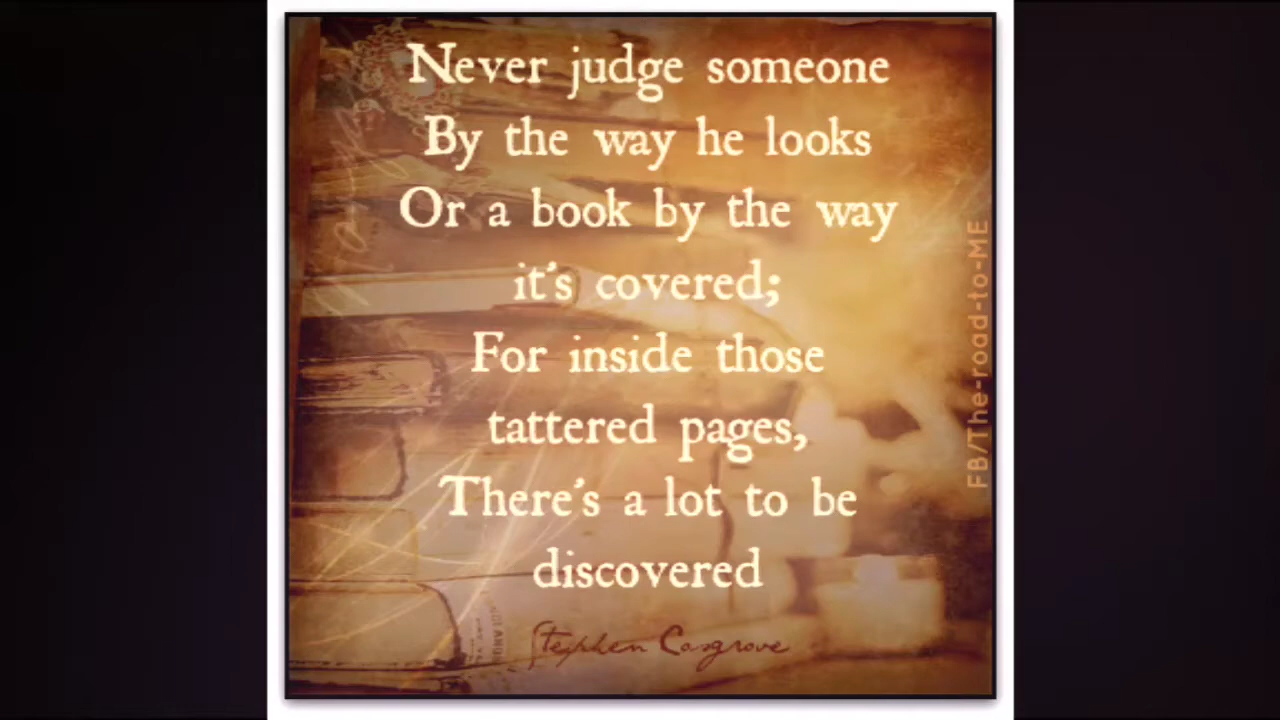 Never judge someone
By the way he looks
Or a book by the way
it's covered;
For inside those
tattered pages,
There's a lot to be
discovered
Stephen Cosgrove
FB/The-road-to-ME